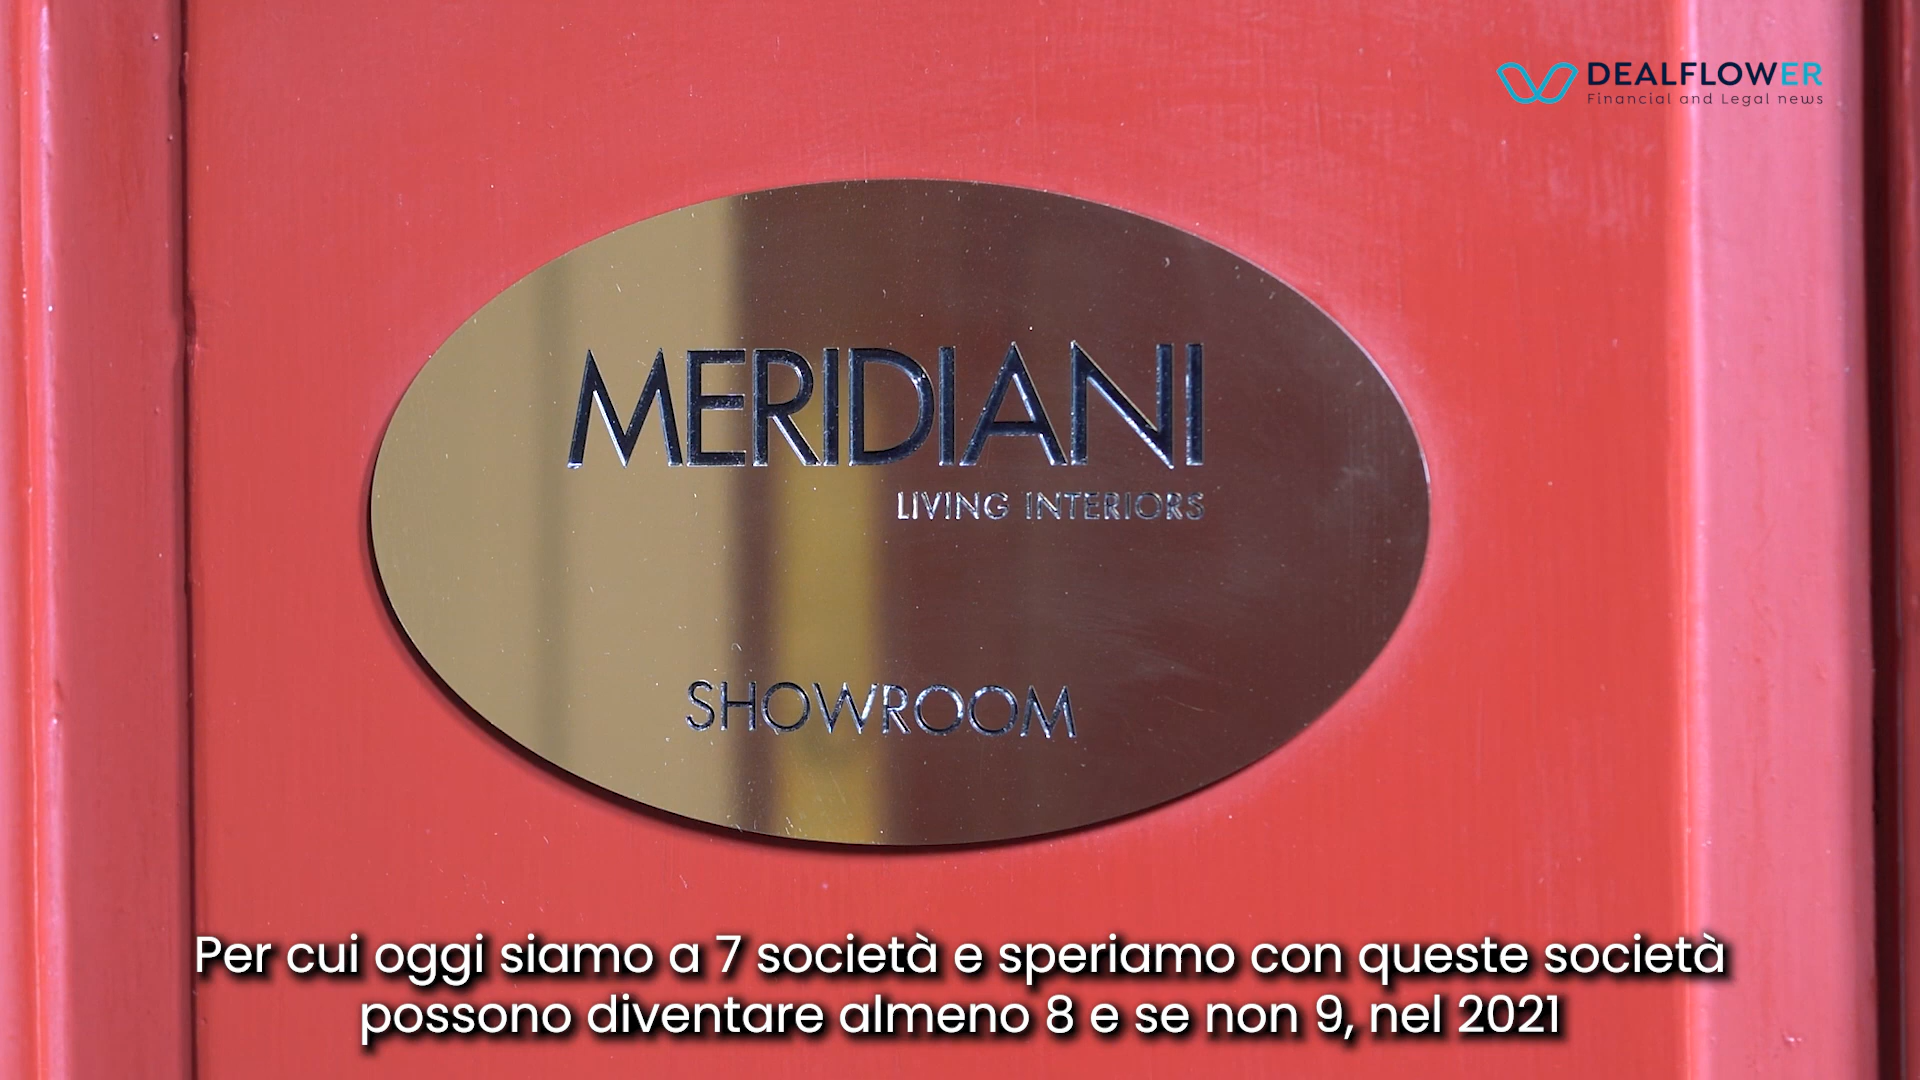 DEALFLOWER
Financial and Legal news
MERIDIANI
LIVING INTERIORS
SHOWROOM
Per cui oggi siamo a 7 società e speriamo con queste società
possono diventare almeno 8 e se non 9, nel 2021